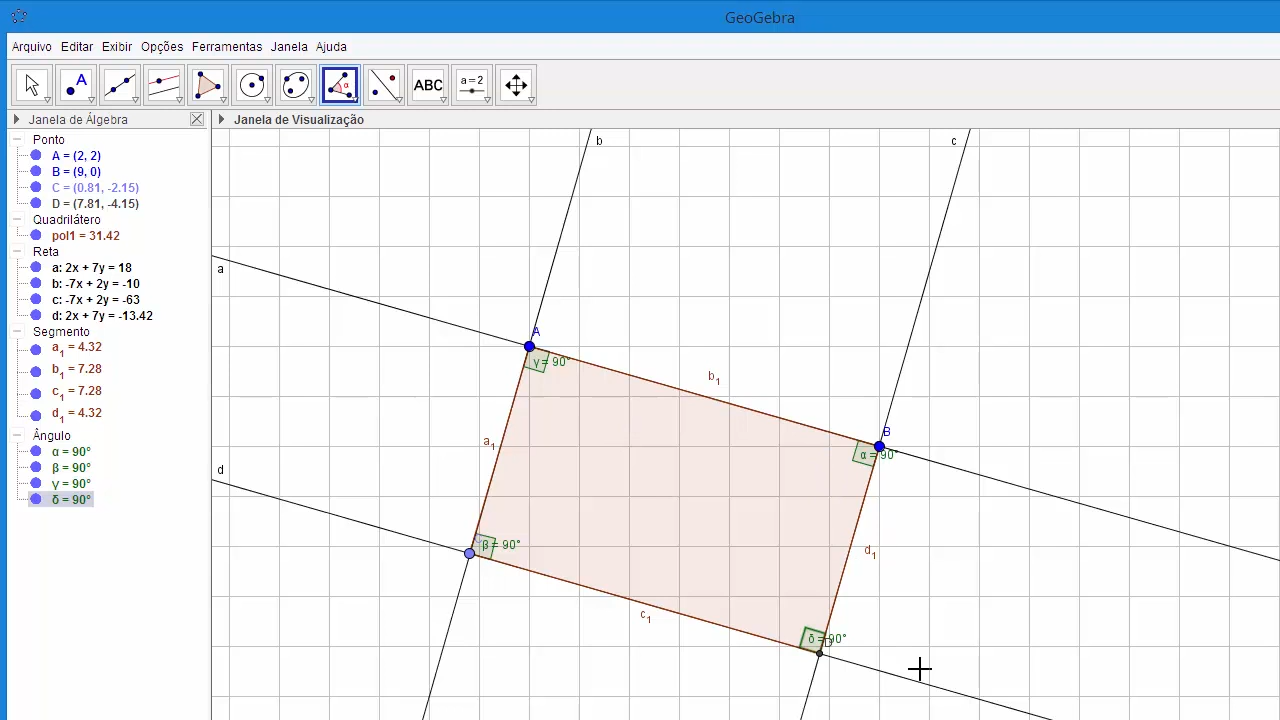 GeoGebra
Arquivo Editar Exibir Opções Ferramentas Janela Ajuda
A ABC a=2
Janela de Álgebra
Janela de Visualização
Ponto
A = (2, 2)
B = (9, 0)
C = (0.81, -2.15)
D = (7.81, -4.15)
Quadrilátero
pol1 = 31.42
Reta
a: 2x + 7y = 18
b: -7x + 2y = -10
c: -7x + 2y = -63
d: 2x + 7y = -13.42
Segmento
a1 = 4.32
b1 = 7.28
c1 = 7.28
d1 = 4.32
Ângulo
α = 90°
β = 90°
γ = 90°
δ = 90°
b
c
a
A
γ = 90°
b1
B
α = 90°
a1
d
β = 90°
d1
c1
δ = 90°